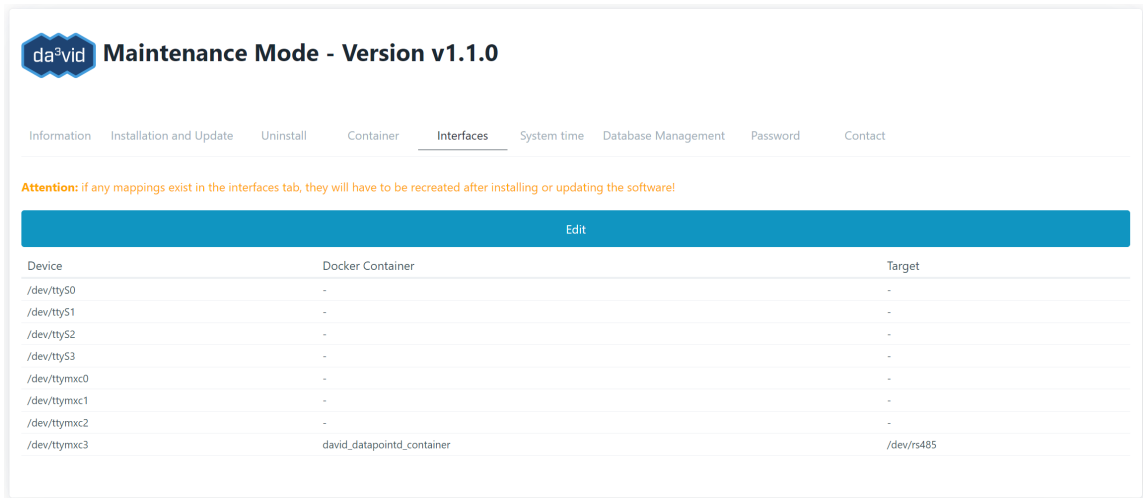 da³vid Maintenance Mode - Version v1.1.0
Information Installation and Update Uninstall Container Interfaces System time Database Management Password Contact
Attention: if any mappings exist in the interfaces tab, they will have to be recreated after installing or updating the software!
Edit
Device Docker Container Target
/dev/ttyS0 - -
/dev/ttyS1 - -
/dev/ttyS2 - -
/dev/ttyS3 - -
/dev/ttymxc0 - -
/dev/ttymxc1 - -
/dev/ttymxc2 - -
/dev/ttymxc3 david_datapointd_container /dev/rs485